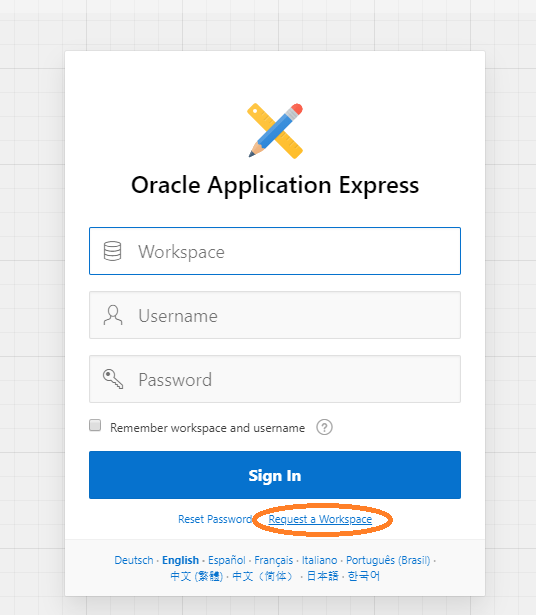 Oracle Application Express
Workspace
Username
Password
Remember workspace and username ?
Sign In
Reset Password Request a Workspace
Deutsch · English · Español · Français · Italiano · Português (Brasil) ·
中文 (繁體) · 中文（简体） · 日本語 · 한국어